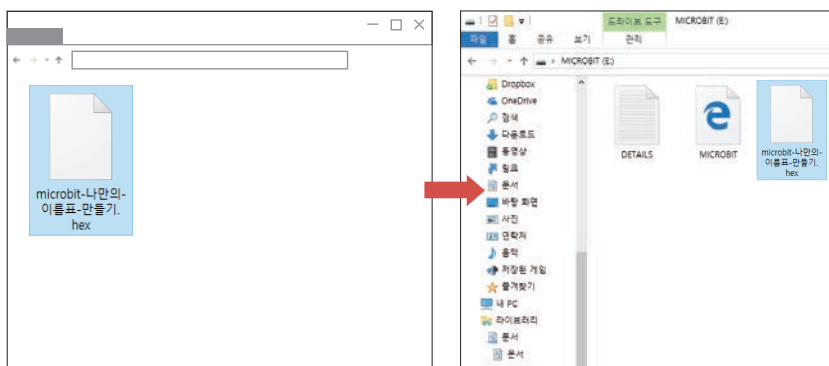 microbit-나만의-
이름표-만들기.
hex
드라이브 도구
MICROBIT (E:)
파일
홈
공유
보기
관리
MICROBIT (E:)
Dropbox
OneDrive
검색
다운로드
동영상
링크
문서
바탕 화면
사진
연락처
음악
저장된 게임
즐겨찾기
내 PC
라이브러리
문서
문서
DETAILS
MICROBIT
microbit-나만의-
이름표-만들기.
hex